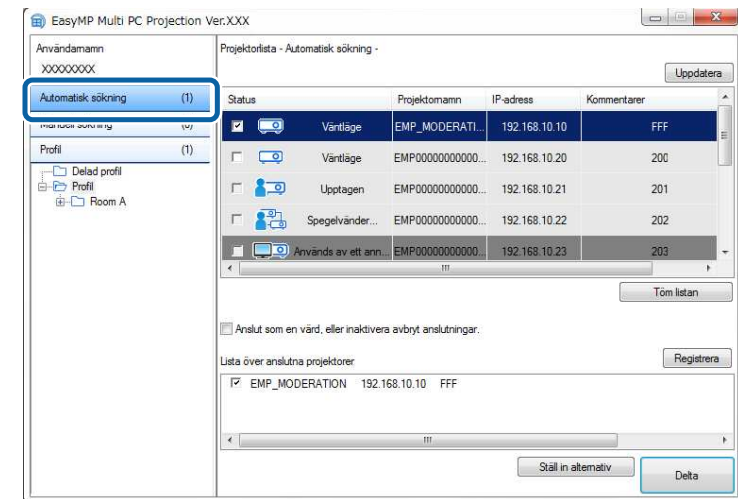 EasyMP Multi PC Projection Ver.XXX
Användarnamn
XXXXXXXX
Automatisk sökning (1)
Manuell sökning (0)
Profil (1)
Delad profil
Profil
Room A
Projektorlista - Automatisk sökning -
Uppdatera
Status Projektornamn IP-adress Kommentarer
Väntläge EMP_MODERATI... 192.168.10.10 FFF
Väntläge EMP00000000000... 192.168.10.20 200
Upptagen EMP00000000000... 192.168.10.21 201
Spegelvänder... EMP00000000000... 192.168.10.22 202
Används av ett ann... EMP00000000000... 192.168.10.23 203
Töm listan
Anslut som en värd, eller inaktivera avbryt anslutningar.
Lista över anslutna projektorer
Registrera
EMP_MODERATION 192.168.10.10 FFF
Ställ in alternativ
Delta